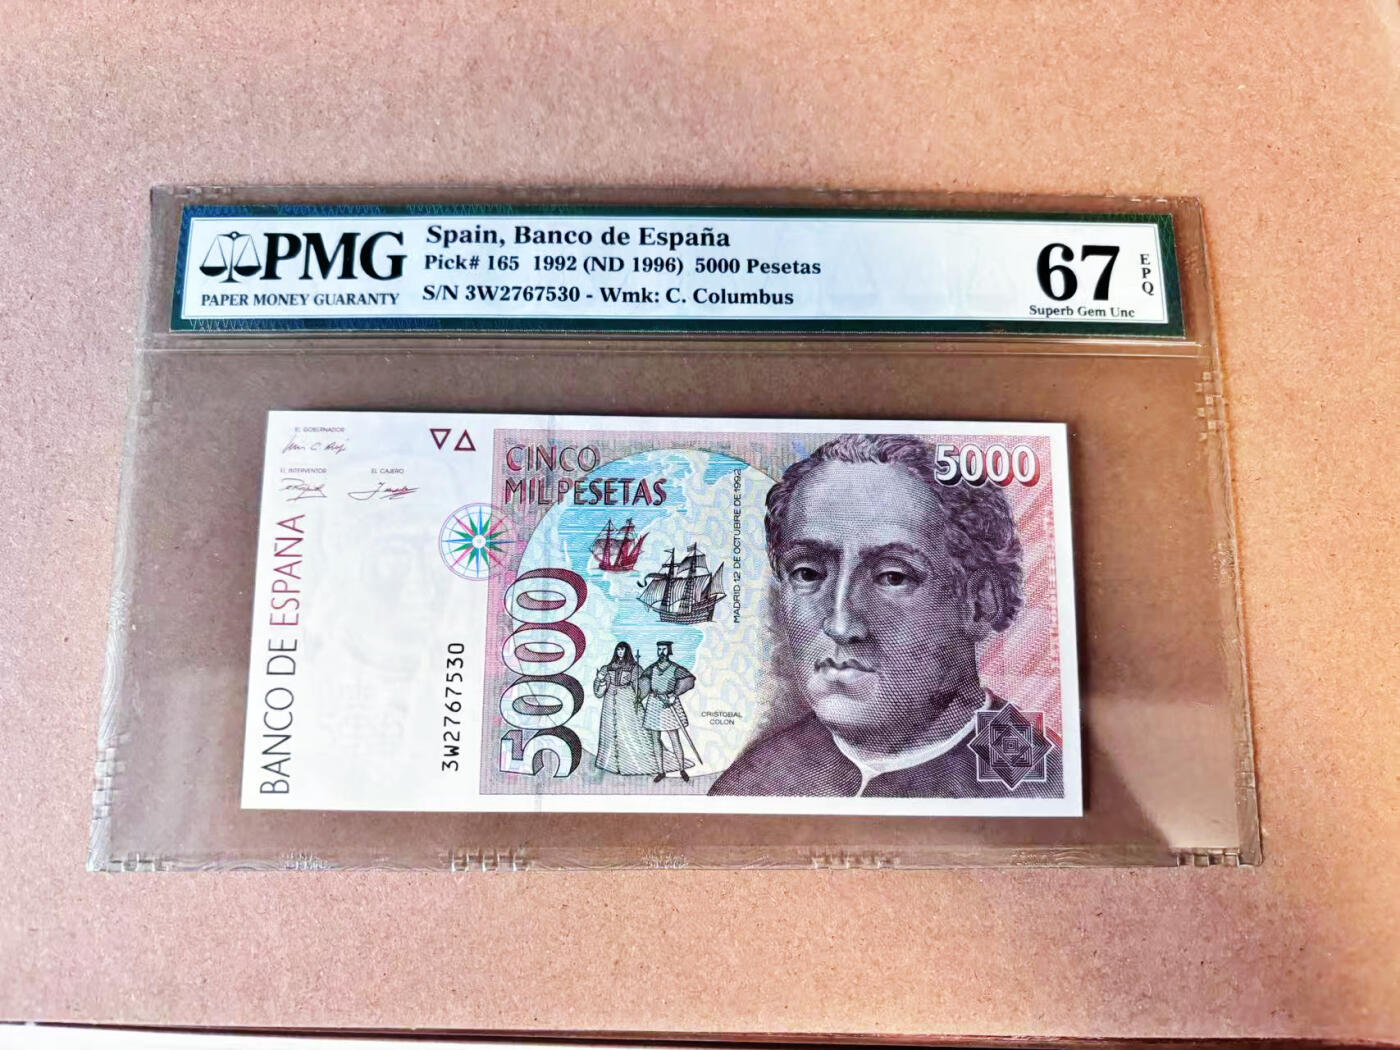 PMG
PAPER MONEY GUARANTY
Spain, Banco de España
Pick# 165 1992 (ND 1996) 5000 Pesetas
S/N 3W2767530 - Wmk: C. Columbus
67
EPQ
Superb Gem Unc
EL GOBERNADOR
EL INTERVENTOR
EL CAJERO
BANCO DE ESPAÑA
3W2767530
CINCO
MIL PESETAS
5000
MADRID 12 DE OCTUBRE DE 1992
CRISTOBAL
COLON
5000